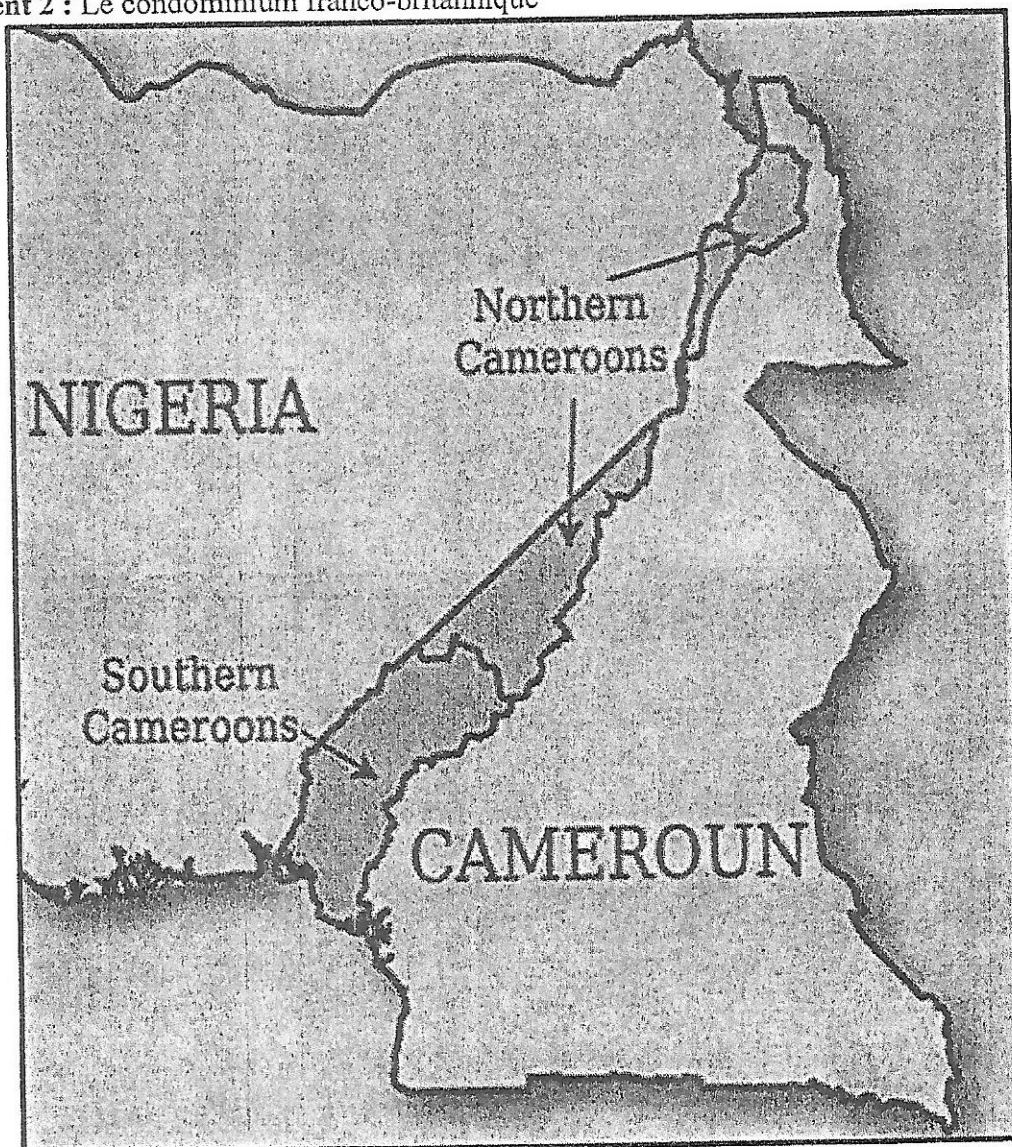 ent 2 : Le condominium franco-britannique
Northern
Cameroons
NIGERIA
Southern
Cameroons
CAMEROUN